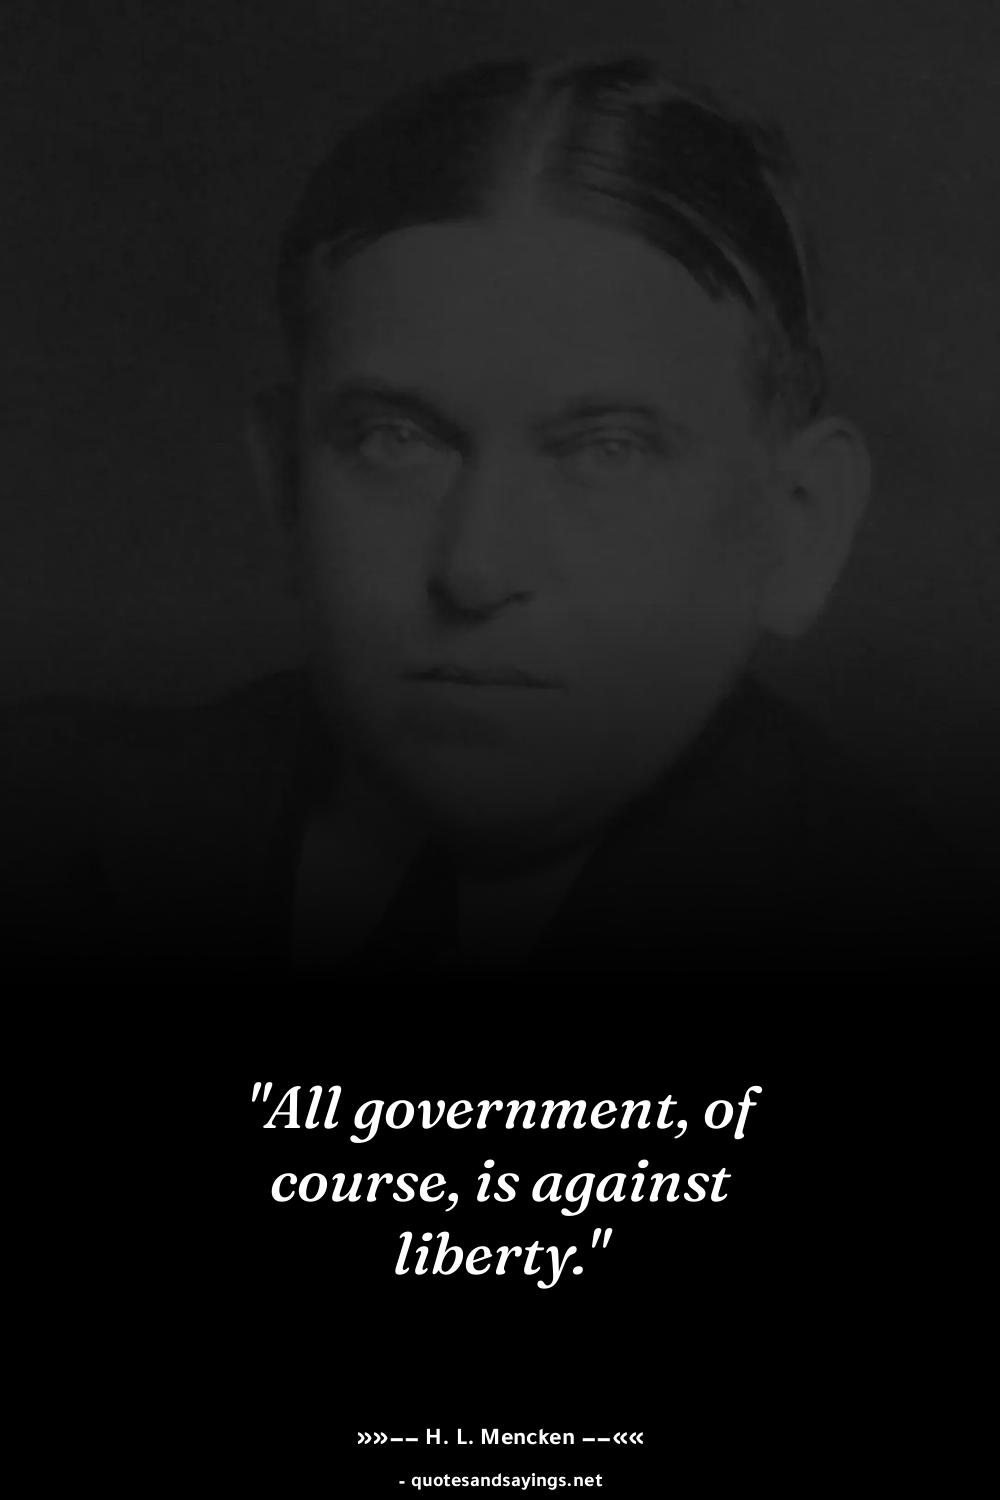 "All government, of
course, is against
liberty."
»»–– H. L. Mencken ––««
- quotesandsayings.net